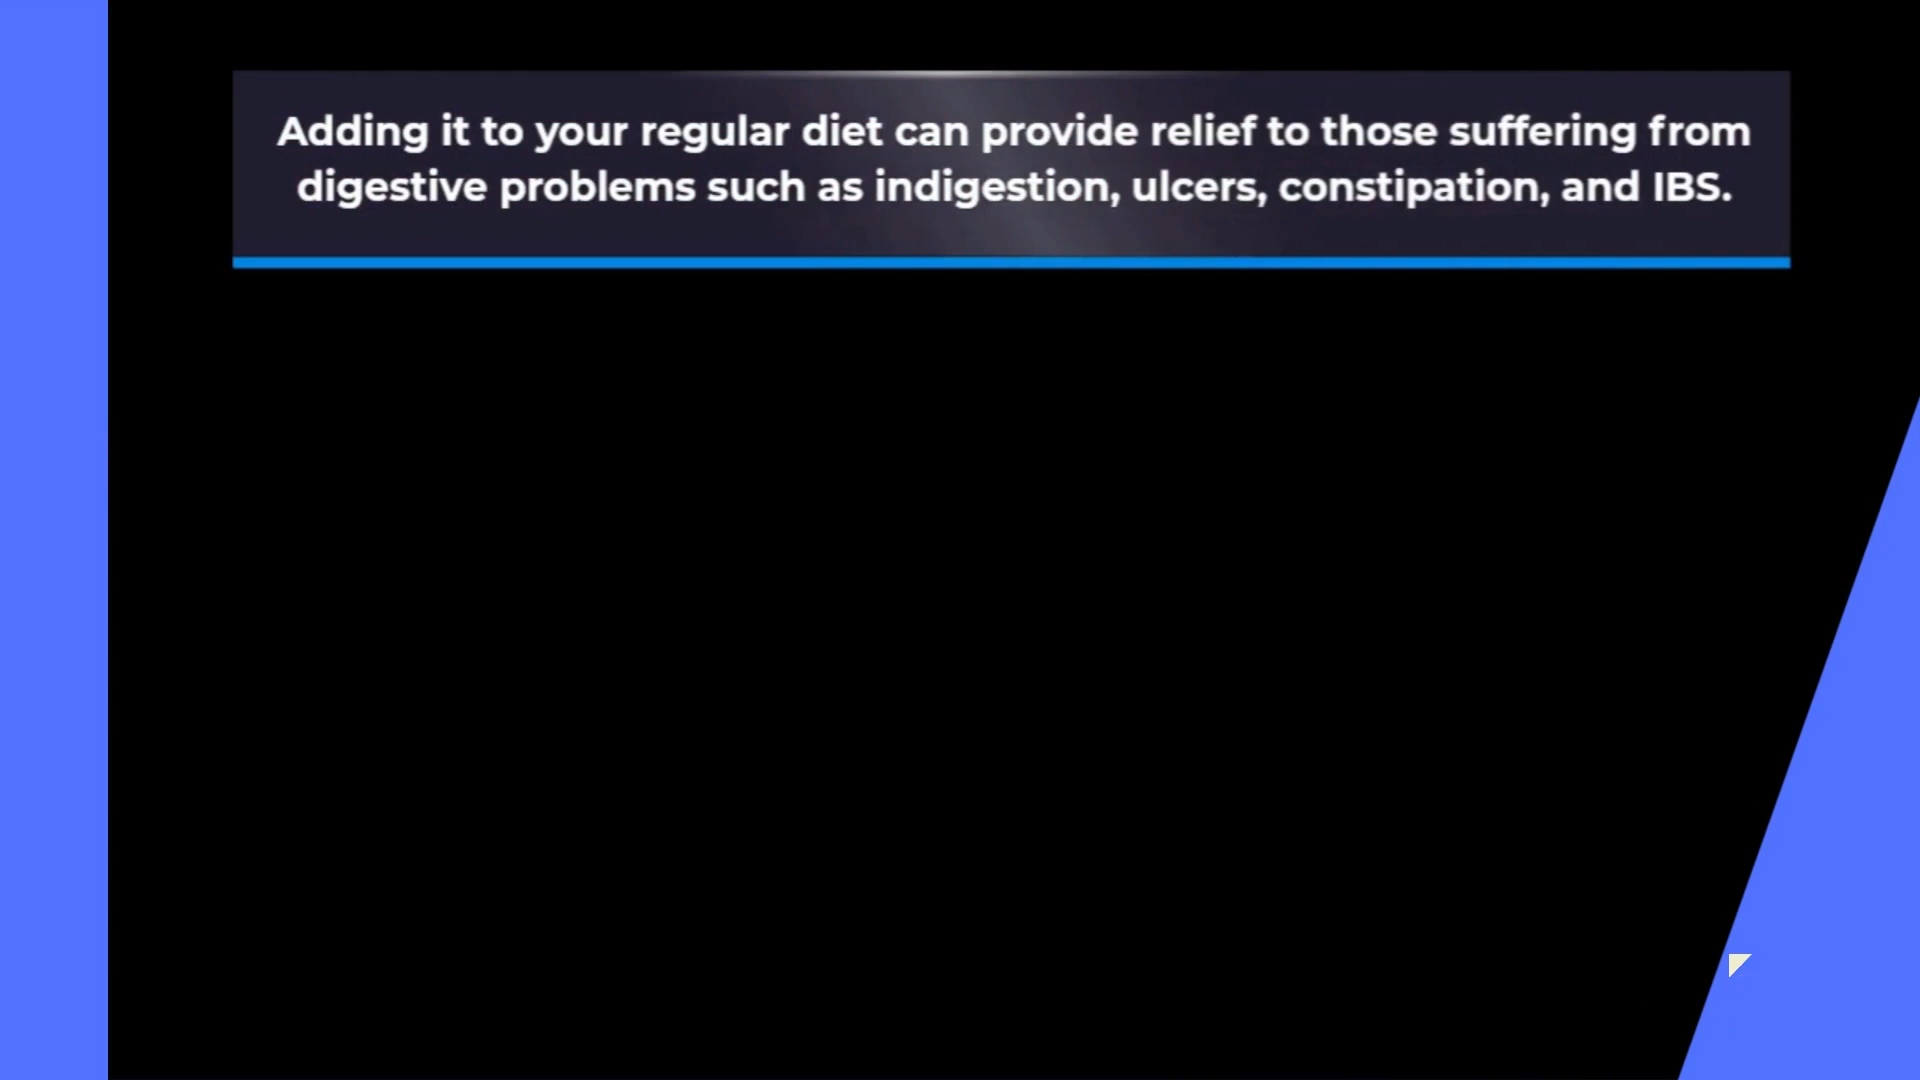 Adding it to your regular diet can provide relief to those suffering from
digestive problems such as indigestion, ulcers, constipation, and IBS.